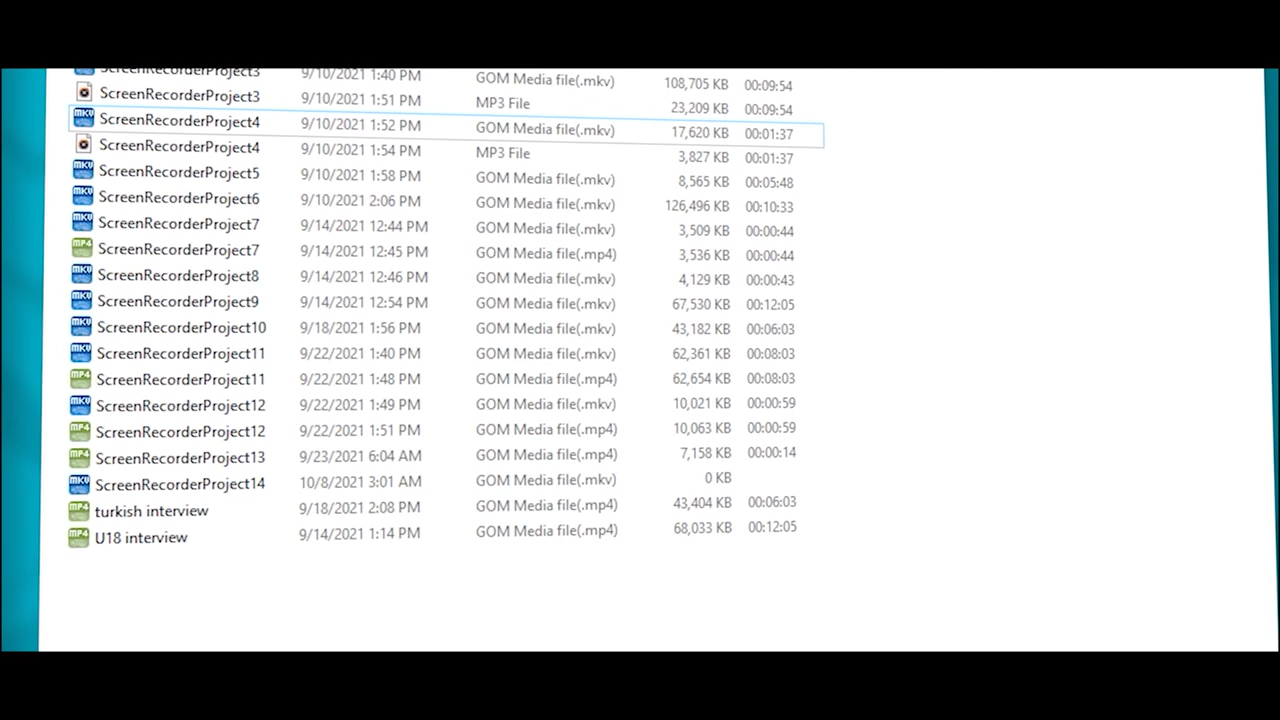 ScreenRecorderProject3 9/10/2021 1:40 PM GOM Media file(.mkv) 108,705 KB 00:09:54
ScreenRecorderProject3 9/10/2021 1:51 PM MP3 File 23,209 KB 00:09:54
MKV ScreenRecorderProject4 9/10/2021 1:52 PM GOM Media file(.mkv) 17,620 KB 00:01:37
ScreenRecorderProject4 9/10/2021 1:54 PM MP3 File 3,827 KB 00:01:37
MKV ScreenRecorderProject5 9/10/2021 1:58 PM GOM Media file(.mkv) 8,565 KB 00:05:48
MKV ScreenRecorderProject6 9/10/2021 2:06 PM GOM Media file(.mkv) 126,496 KB 00:10:33
MKV ScreenRecorderProject7 9/14/2021 12:44 PM GOM Media file(.mkv) 3,509 KB 00:00:44
MP4 ScreenRecorderProject7 9/14/2021 12:45 PM GOM Media file(.mp4) 3,536 KB 00:00:44
MKV ScreenRecorderProject8 9/14/2021 12:46 PM GOM Media file(.mkv) 4,129 KB 00:00:43
MKV ScreenRecorderProject9 9/14/2021 12:54 PM GOM Media file(.mkv) 67,530 KB 00:12:05
MKV ScreenRecorderProject10 9/18/2021 1:56 PM GOM Media file(.mkv) 43,182 KB 00:06:03
MKV ScreenRecorderProject11 9/22/2021 1:40 PM GOM Media file(.mkv) 62,361 KB 00:08:03
MP4 ScreenRecorderProject11 9/22/2021 1:48 PM GOM Media file(.mp4) 62,654 KB 00:08:03
MKV ScreenRecorderProject12 9/22/2021 1:49 PM GOM Media file(.mkv) 10,021 KB 00:00:59
MP4 ScreenRecorderProject12 9/22/2021 1:51 PM GOM Media file(.mp4) 10,063 KB 00:00:59
MP4 ScreenRecorderProject13 9/23/2021 6:04 AM GOM Media file(.mp4) 7,158 KB 00:00:14
MKV ScreenRecorderProject14 10/8/2021 3:01 AM GOM Media file(.mkv) 0 KB
MP4 turkish interview 9/18/2021 2:08 PM GOM Media file(.mp4) 43,404 KB 00:06:03
MP4 U18 interview 9/14/2021 1:14 PM GOM Media file(.mp4) 68,033 KB 00:12:05